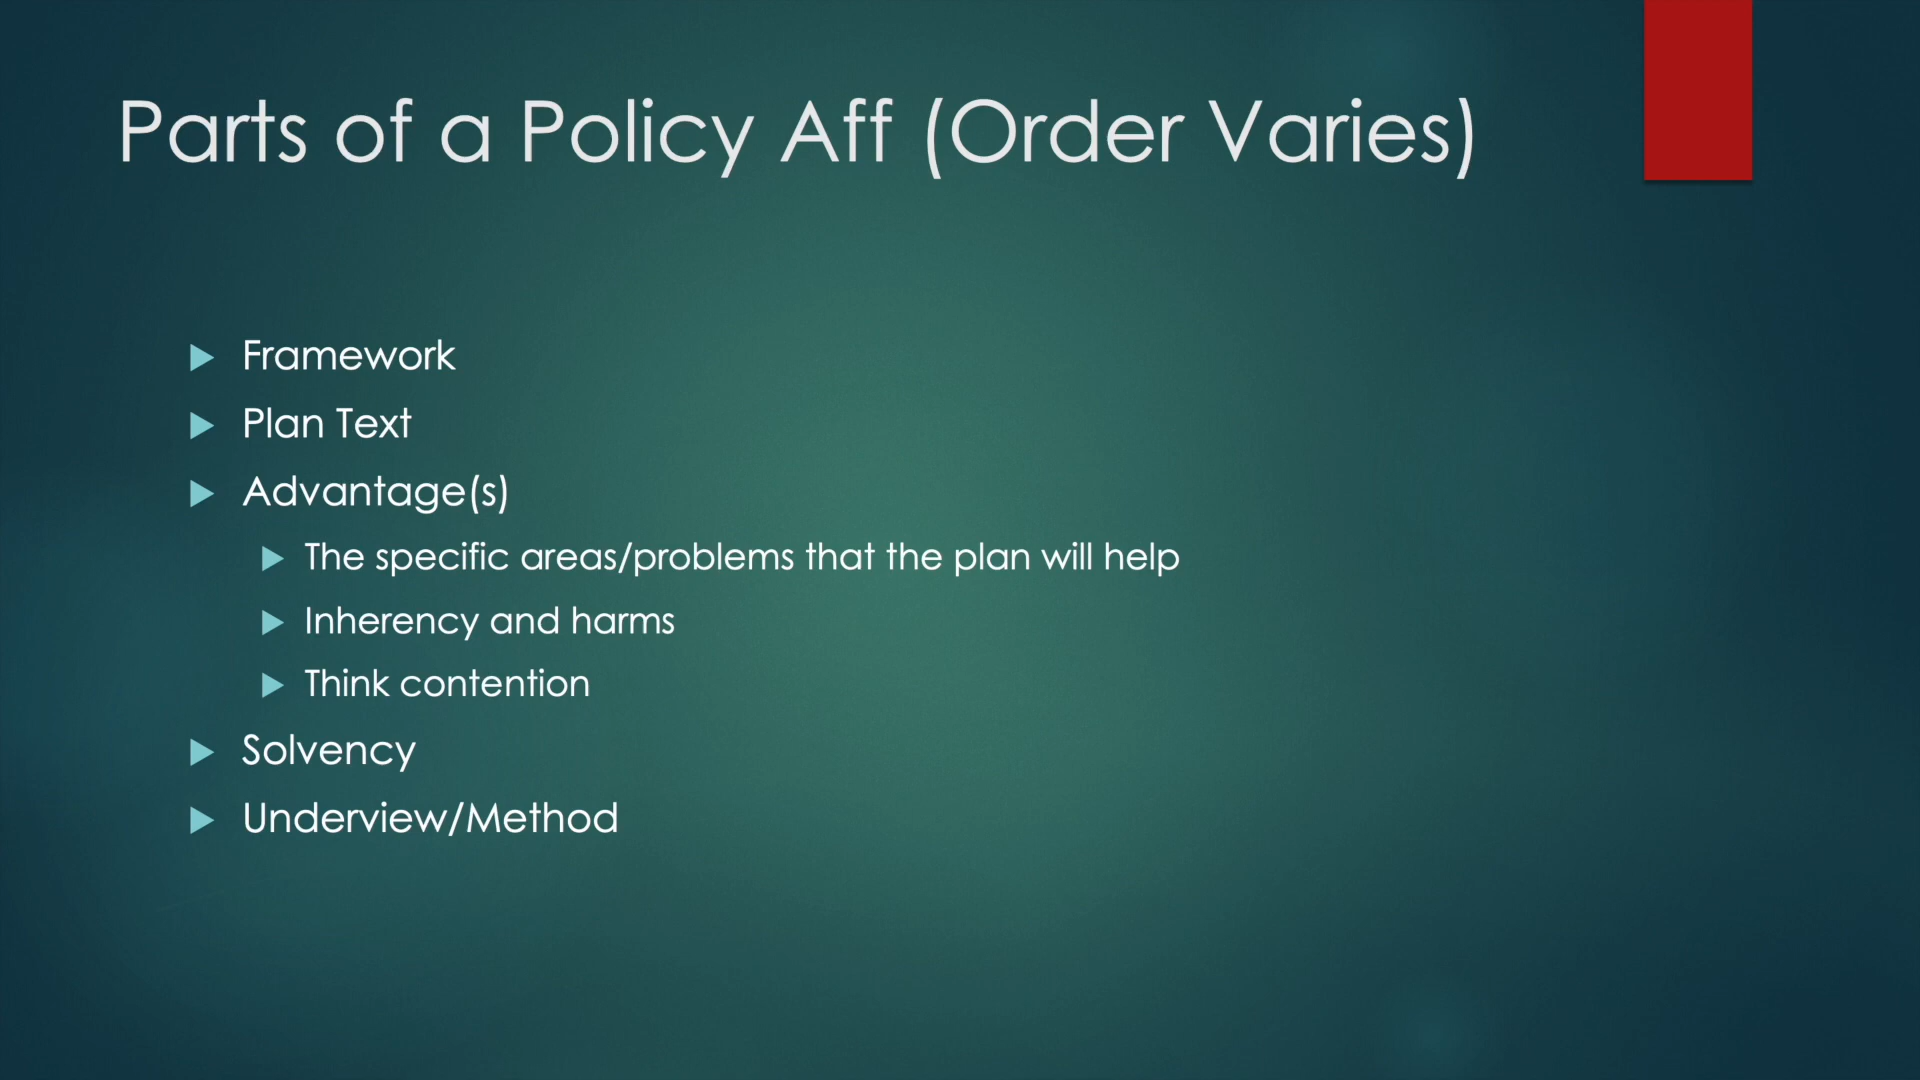 Parts of a Policy Aff (Order Varies)
Framework
Plan Text
Advantage(s)
The specific areas/problems that the plan will help
Inherency and harms
Think contention
Solvency
Underview/Method